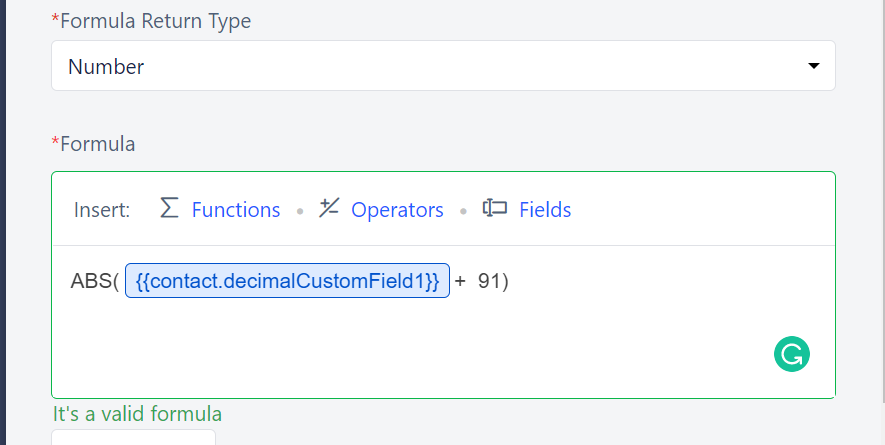 *Formula Return Type
Number
*Formula
Insert: Functions • Operators • Fields
ABS( {{contact.decimalCustomField1}} + 91)
It's a valid formula